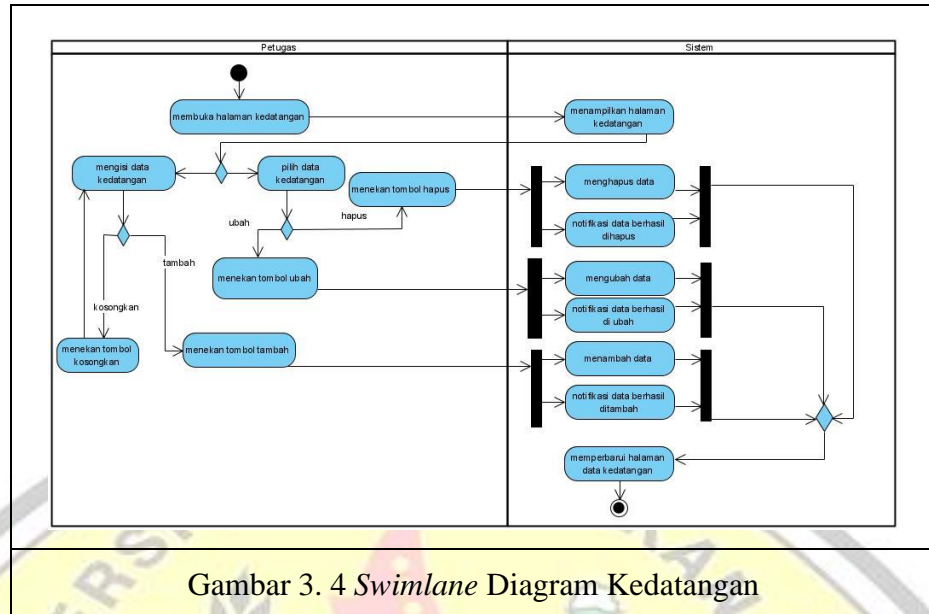 Petugas
Sistem
membuka halaman kedatangan
menampilkan halaman
kedatangan
mengisi data
kedatangan
pilih data
kedatangan
menekan tombol hapus
menghapus data
ubah
hapus
notifikasi data berhasil
dihapus
tambah
menekan tombol ubah
mengubah data
kosongkan
notifikasi data berhasil
di ubah
menekan tombol
kosongkan
menekan tombol tambah
menambah data
notifikasi data berhasil
ditambah
memperbarui halaman
data kedatangan
Gambar 3. 4 Swimlane Diagram Kedatangan